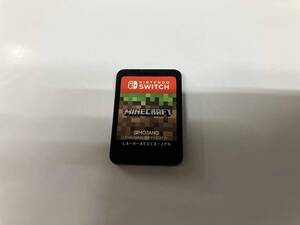 NINTENDO
SWITCH
MINECRAFT
MOJANG
LA-H-AEUCA-JPN